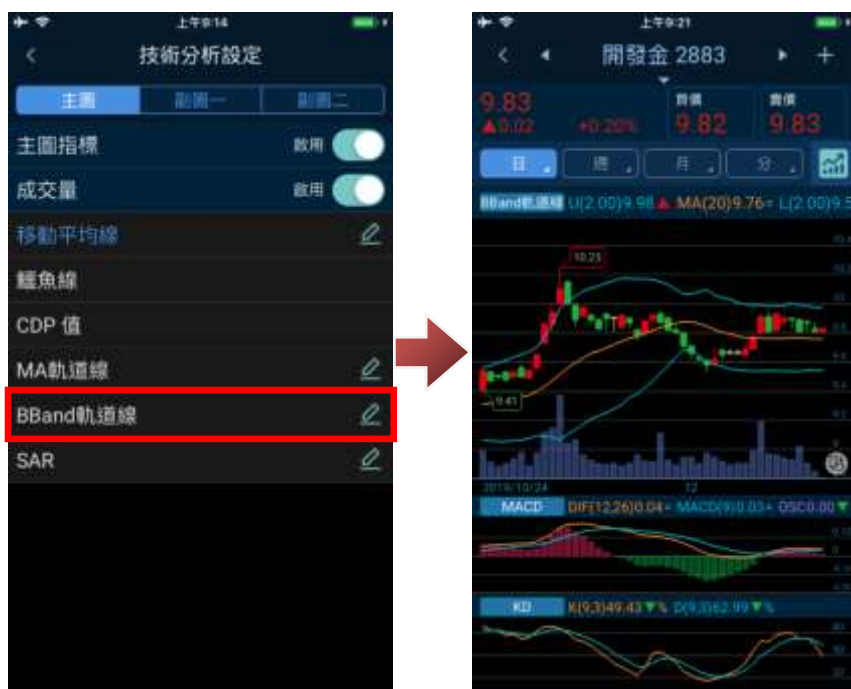 上午9:14
技術分析設定
主圖 副圖一 副圖二
主圖指標 啟用
成交量 啟用
移動平均線
鱷魚線
CDP 值
MA軌道線
BBand軌道線
SAR
上午9:21
開發金 2883
9.83
▲0.02 +0.20%
買價 9.82
賣價 9.83
日 週 月 分
BBand軌道線 U(2.00)9.98▲ MA(20)9.76= L(2.00)9.5
10.25
9.41
2019/10/24 12
MACD DIF(12,26)0.04= MACD(9)0.03= OSC0.00▼
KD K(9,3)49.43▼% D(9,3)62.99▼%